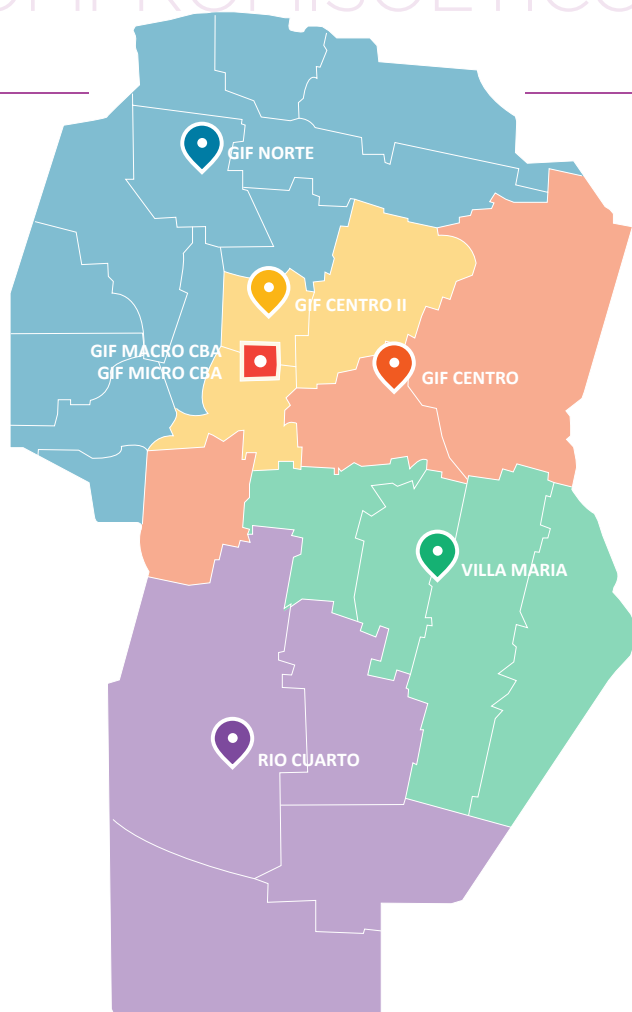 GIF NORTE
GIF CENTRO II
GIF MACRO CBA
GIF MICRO CBA
GIF CENTRO
VILLA MARIA
RIO CUARTO